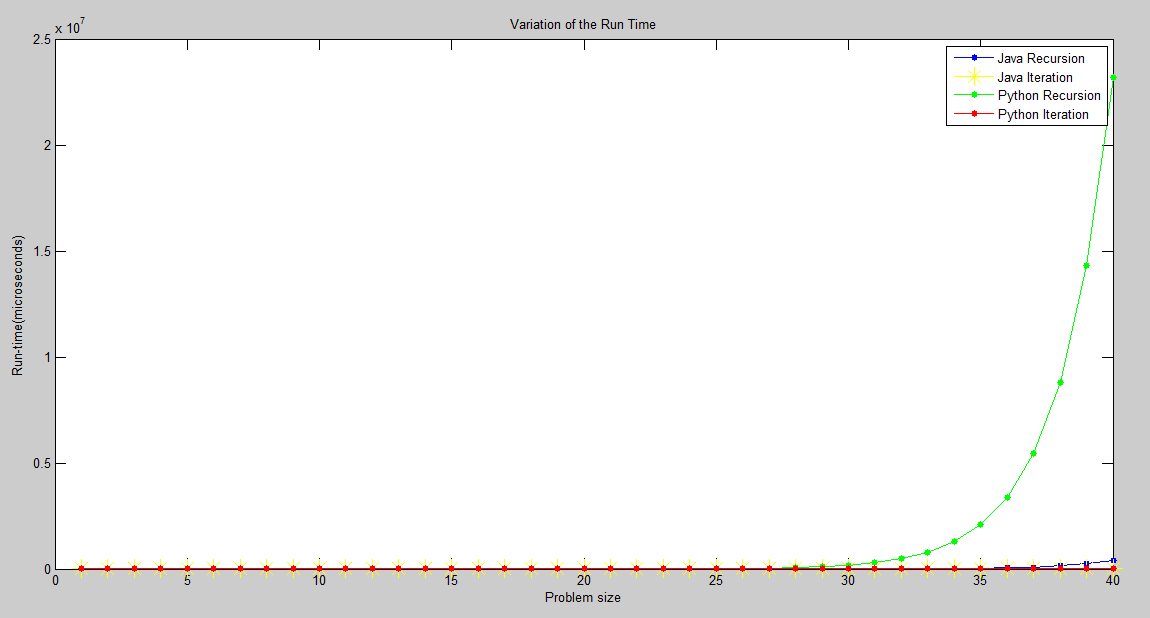 Variation of the Run Time
x 10^7
2.5
2
1.5
1
0.5
0
Run-time(microseconds)
Java Recursion
Java Iteration
Python Recursion
Python Iteration
0 5 10 15 20 25 30 35 40
Problem size